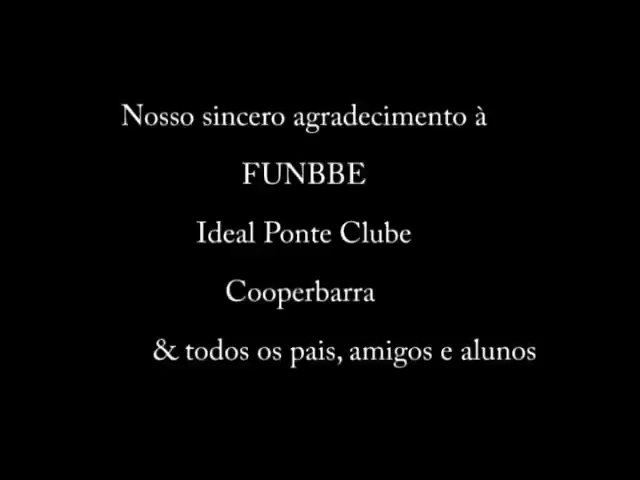 Nosso sincero agradecimento à
FUNBBE
Ideal Ponte Clube
Cooperbarra
& todos os pais, amigos e alunos